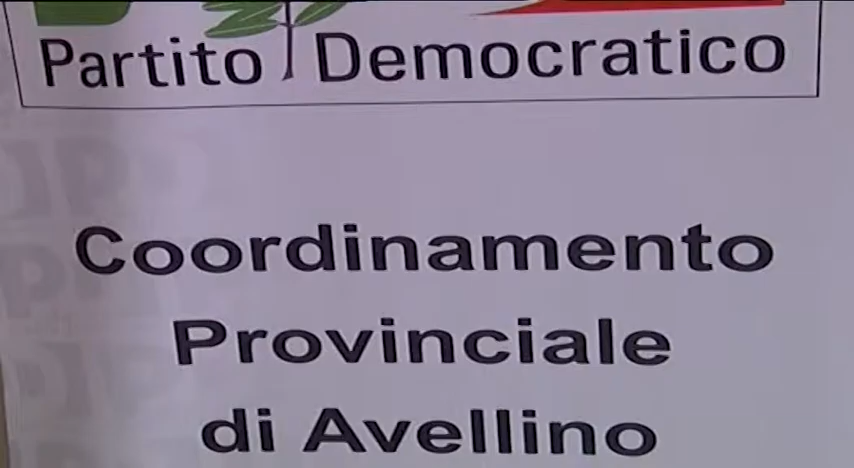 Partito Democratico
Coordinamento
Provinciale
di Avellino